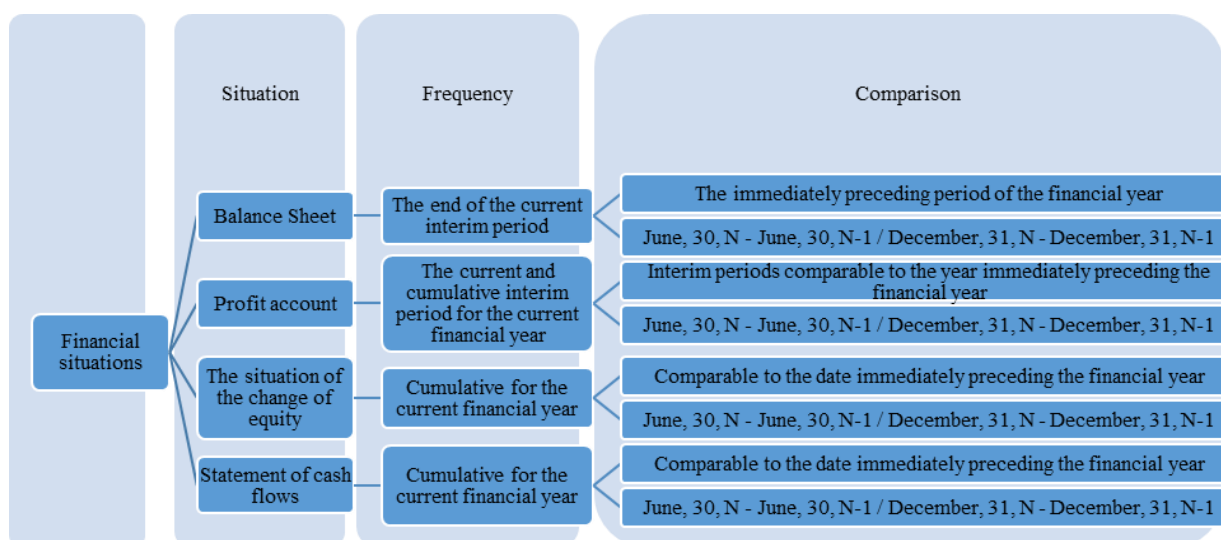 Situation
Frequency
Comparison
Financial
situations
Balance Sheet
The end of the current
interim period
The immediately preceding period of the financial year
June, 30, N - June, 30, N-1 / December, 31, N - December, 31, N-1
Profit account
The current and
cumulative interim
period for the current
financial year
Interim periods comparable to the year immediately preceding the
financial year
June, 30, N - June, 30, N-1 / December, 31, N - December, 31, N-1
The situation of
the change of
equity
Cumulative for the
current financial year
Comparable to the date immediately preceding the financial year
June, 30, N - June, 30, N-1 / December, 31, N - December, 31, N-1
Statement of cash
flows
Cumulative for the
current financial year
Comparable to the date immediately preceding the financial year
June, 30, N - June, 30, N-1 / December, 31, N - December, 31, N-1